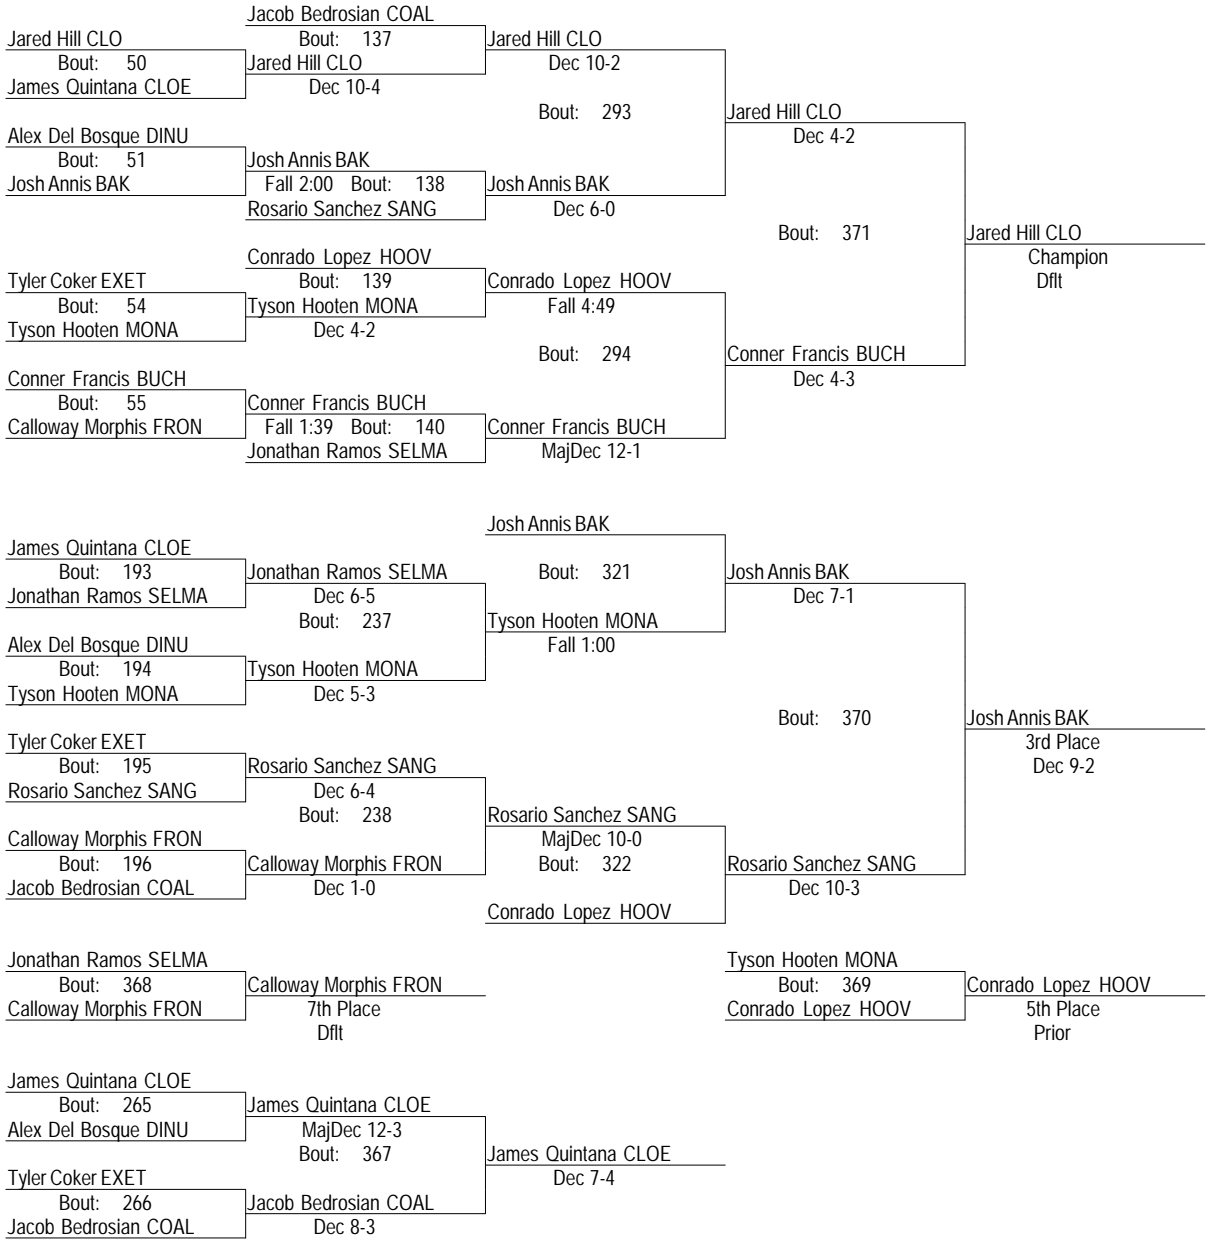 Jacob Bedrosian COAL
Jared Hill CLO Bout: 137 Jared Hill CLO
Bout: 50 Jared Hill CLO Dec 10-2
James Quintana CLOE Dec 10-4
Bout: 293 Jared Hill CLO
Alex Del Bosque DINU Dec 4-2
Bout: 51 Josh Annis BAK
Josh Annis BAK Fall 2:00 Bout: 138 Josh Annis BAK
Rosario Sanchez SANG Dec 6-0
Bout: 371 Jared Hill CLO
Conrado Lopez HOOV Champion
Tyler Coker EXET Bout: 139 Conrado Lopez HOOV Dflt
Bout: 54 Tyson Hooten MONA Fall 4:49
Tyson Hooten MONA Dec 4-2
Bout: 294 Conner Francis BUCH
Conner Francis BUCH Dec 4-3
Bout: 55 Conner Francis BUCH
Calloway Morphis FRON Fall 1:39 Bout: 140 Conner Francis BUCH
Jonathan Ramos SELMA MajDec 12-1
Josh Annis BAK
James Quintana CLOE
Bout: 193 Jonathan Ramos SELMA Bout: 321 Josh Annis BAK
Jonathan Ramos SELMA Dec 6-5 Dec 7-1
Bout: 237 Tyson Hooten MONA
Alex Del Bosque DINU Fall 1:00
Bout: 194 Tyson Hooten MONA
Tyson Hooten MONA Dec 5-3
Bout: 370 Josh Annis BAK
Tyler Coker EXET 3rd Place
Bout: 195 Rosario Sanchez SANG Dec 9-2
Rosario Sanchez SANG Dec 6-4
Bout: 238 Rosario Sanchez SANG
Calloway Morphis FRON MajDec 10-0
Bout: 196 Calloway Morphis FRON Bout: 322 Rosario Sanchez SANG
Jacob Bedrosian COAL Dec 1-0 Dec 10-3
Conrado Lopez HOOV
Jonathan Ramos SELMA Tyson Hooten MONA
Bout: 368 Calloway Morphis FRON Bout: 369 Conrado Lopez HOOV
Calloway Morphis FRON 7th Place Conrado Lopez HOOV 5th Place
Dflt Prior
James Quintana CLOE
Bout: 265 James Quintana CLOE
Alex Del Bosque DINU MajDec 12-3
Bout: 367 James Quintana CLOE
Tyler Coker EXET Dec 7-4
Bout: 266 Jacob Bedrosian COAL
Jacob Bedrosian COAL Dec 8-3